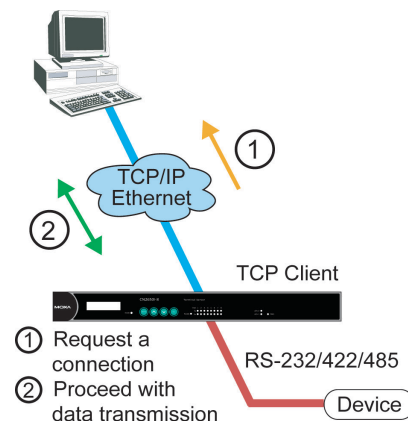 1
TCP/IP
Ethernet
2
TCP Client
MOXA
1 Request a
connection
2 Proceed with
data transmission
RS-232/422/485
Device